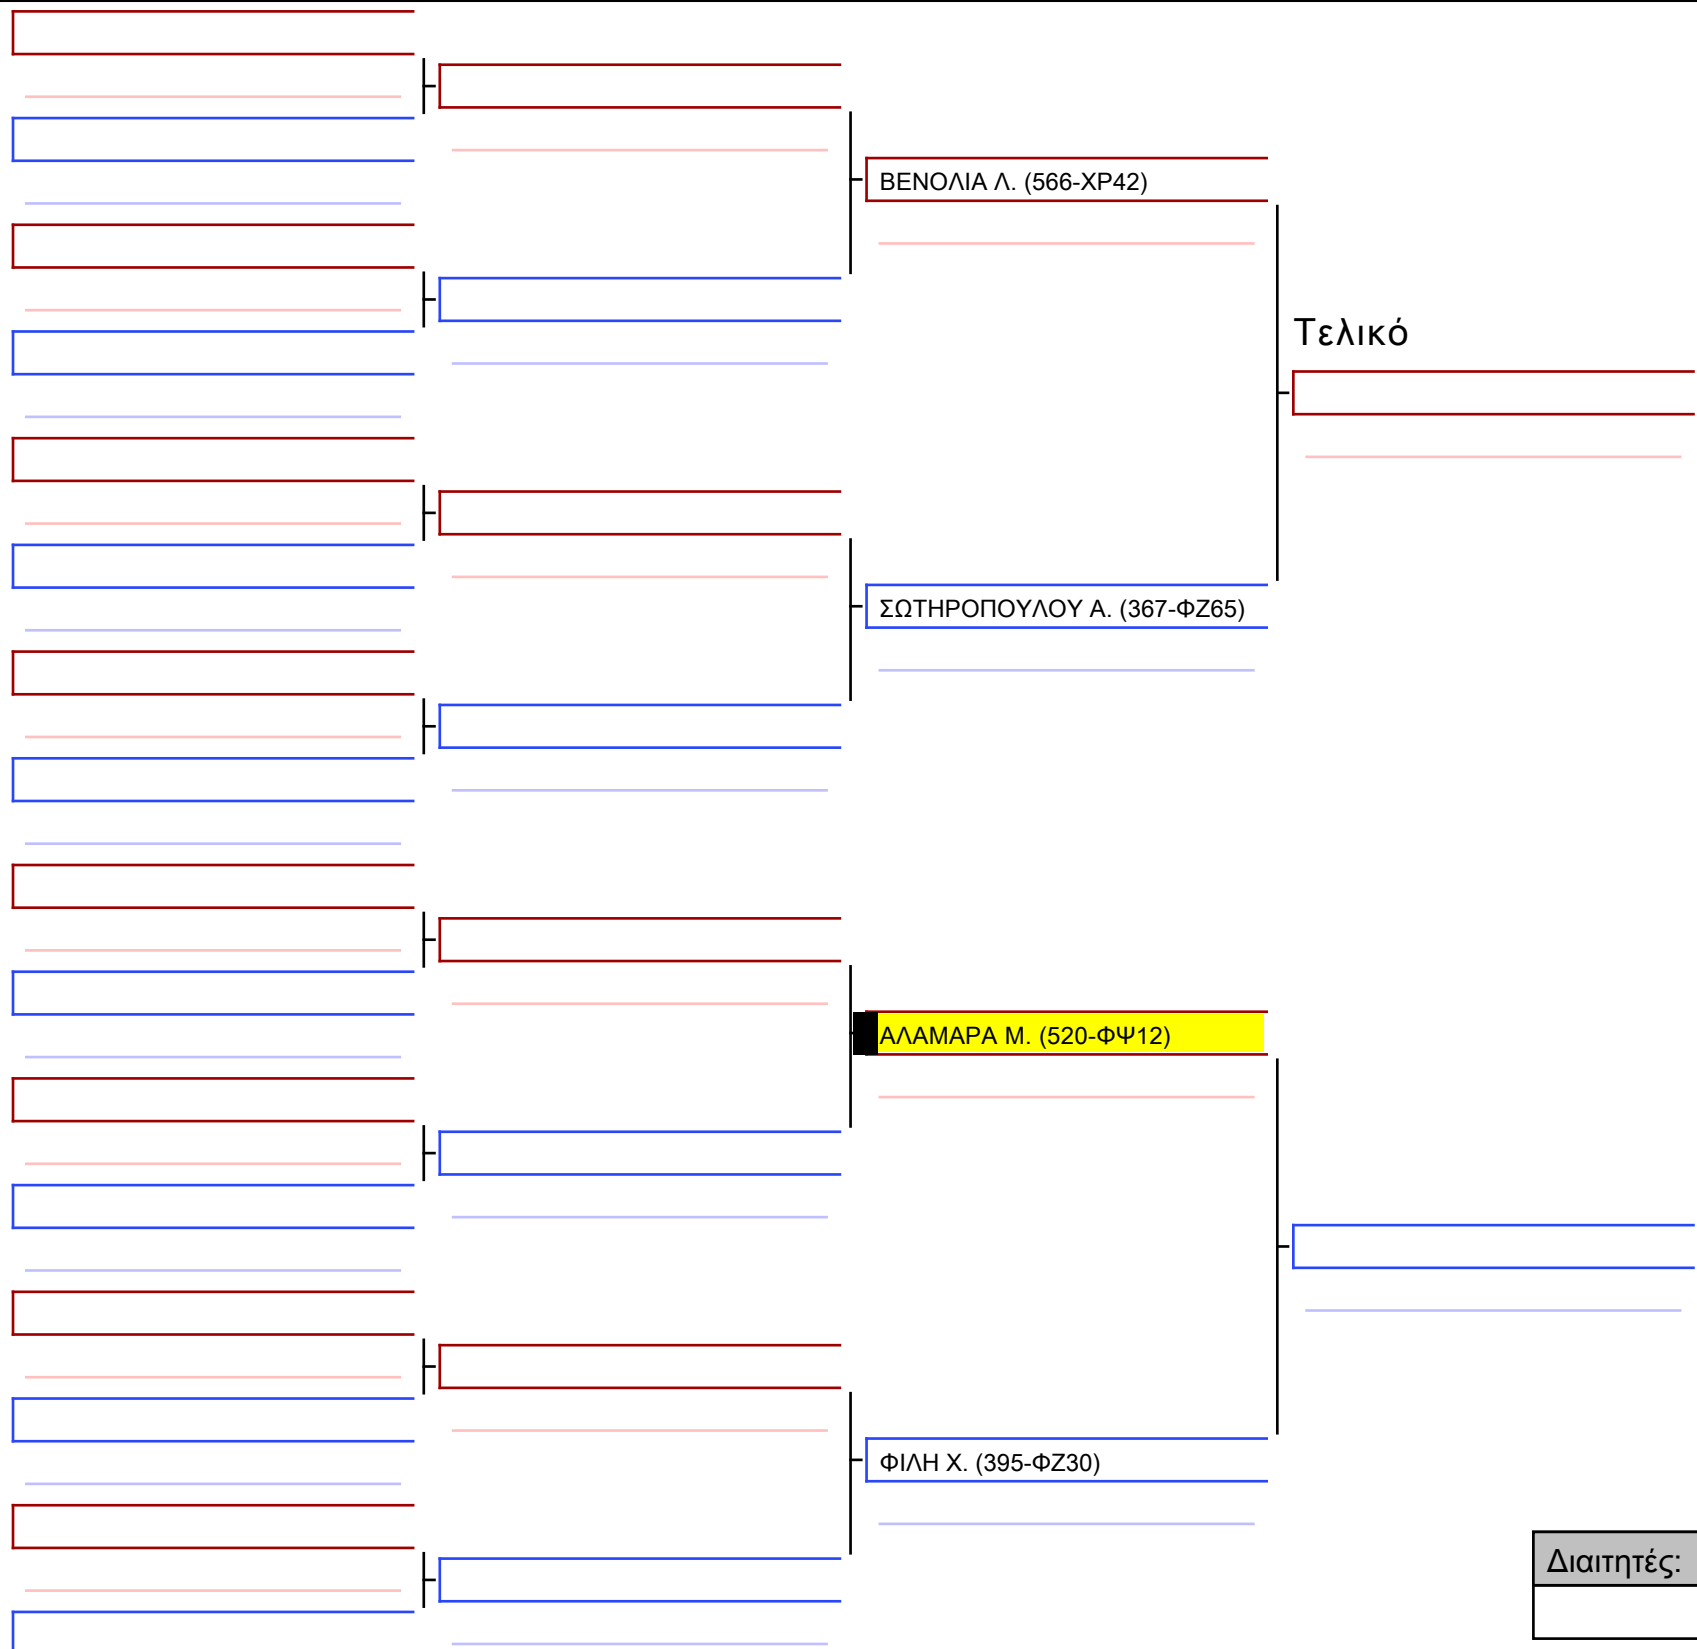 ΒΕΝΟΛΙΑ Λ. (566-ΧΡ42)
Τελικό
ΣΩΤΗΡΟΠΟΥΛΟΥ Α. (367-ΦΖ65)
ΑΛΑΜΑΡΑ Μ. (520-ΦΨ12)
ΦΙΛΗ Χ. (395-ΦΖ30)
Διαιτητές: